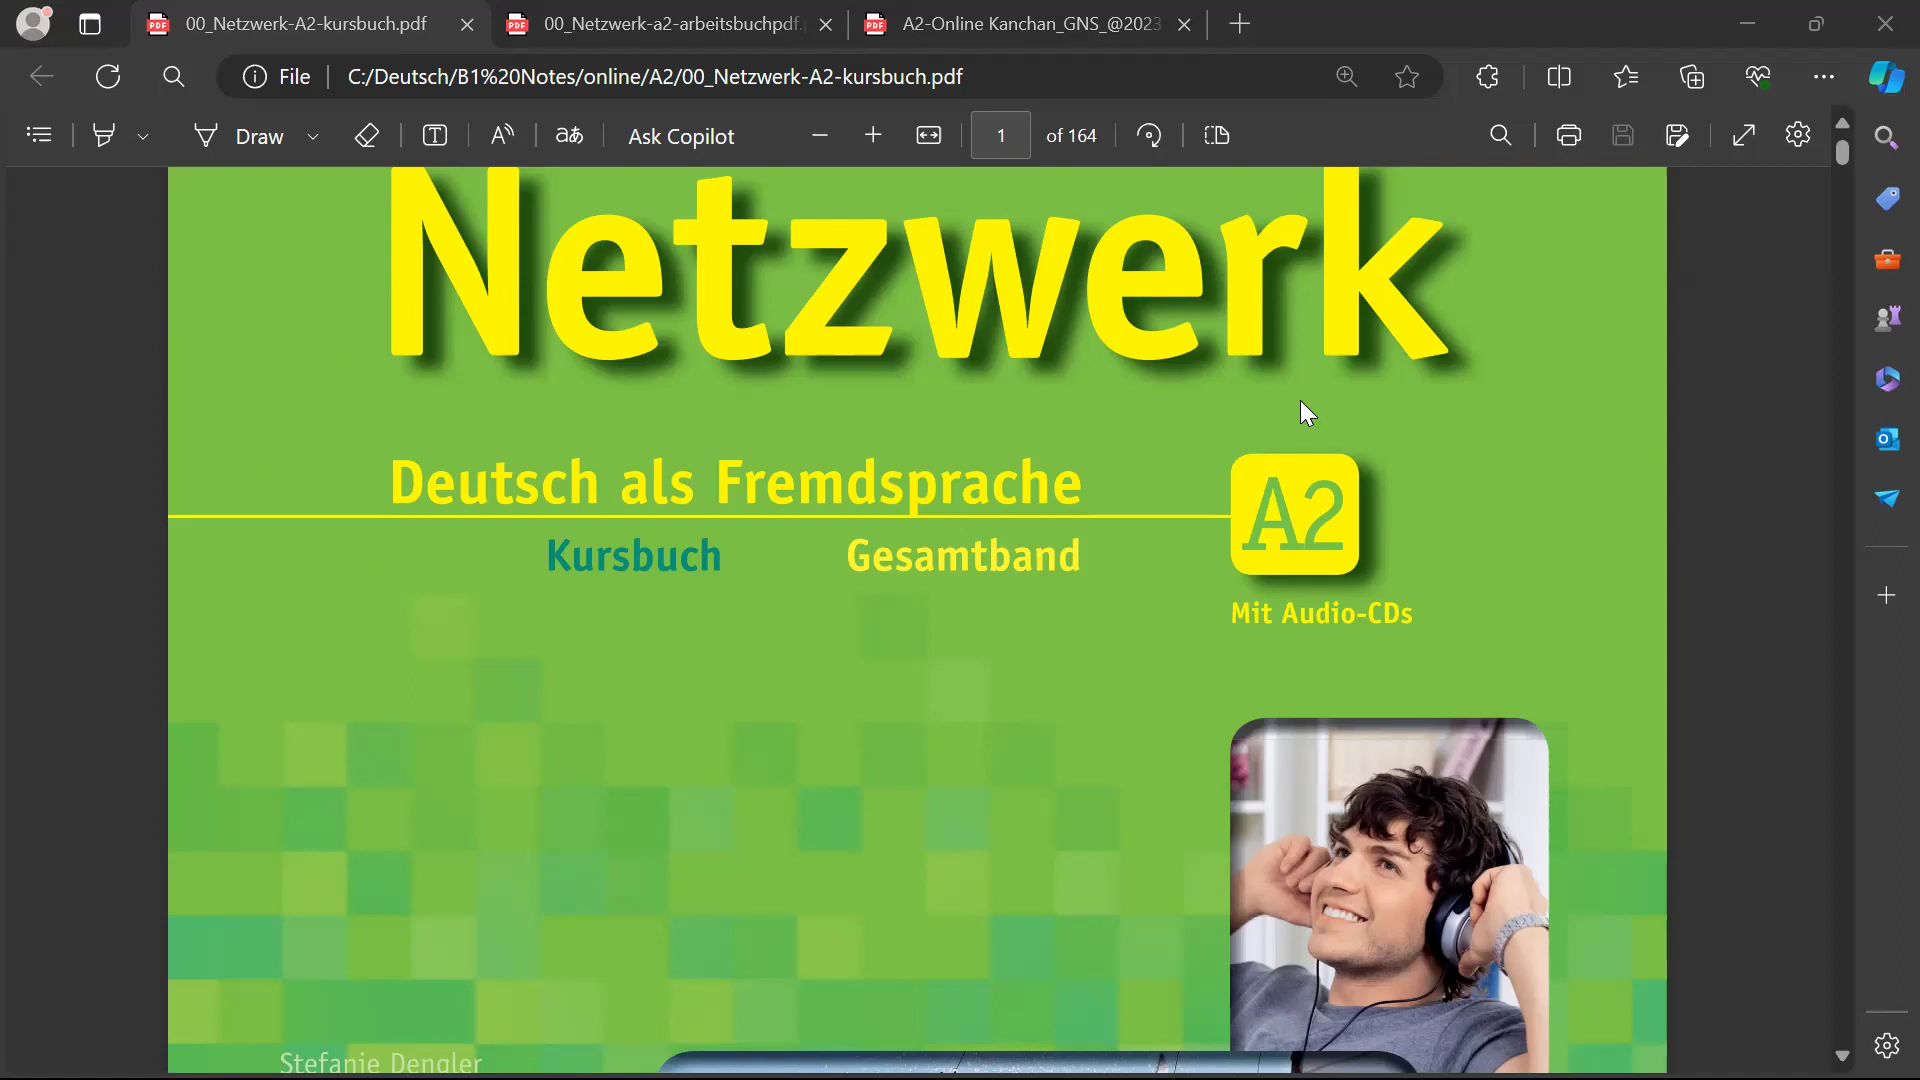 00_Netzwerk-A2-kursbuch.pdf
00_Netzwerk-a2-arbeitsbuchpdf.
A2-Online Kanchan_GNS_@2023
File
C:/Deutsch/B1%20Notes/online/A2/00_Netzwerk-A2-kursbuch.pdf
Draw
Ask Copilot
1 of 164
Netzwerk
Deutsch als Fremdsprache
A2
Kursbuch Gesamtband
Mit Audio-CDs
Stefanie Dengler